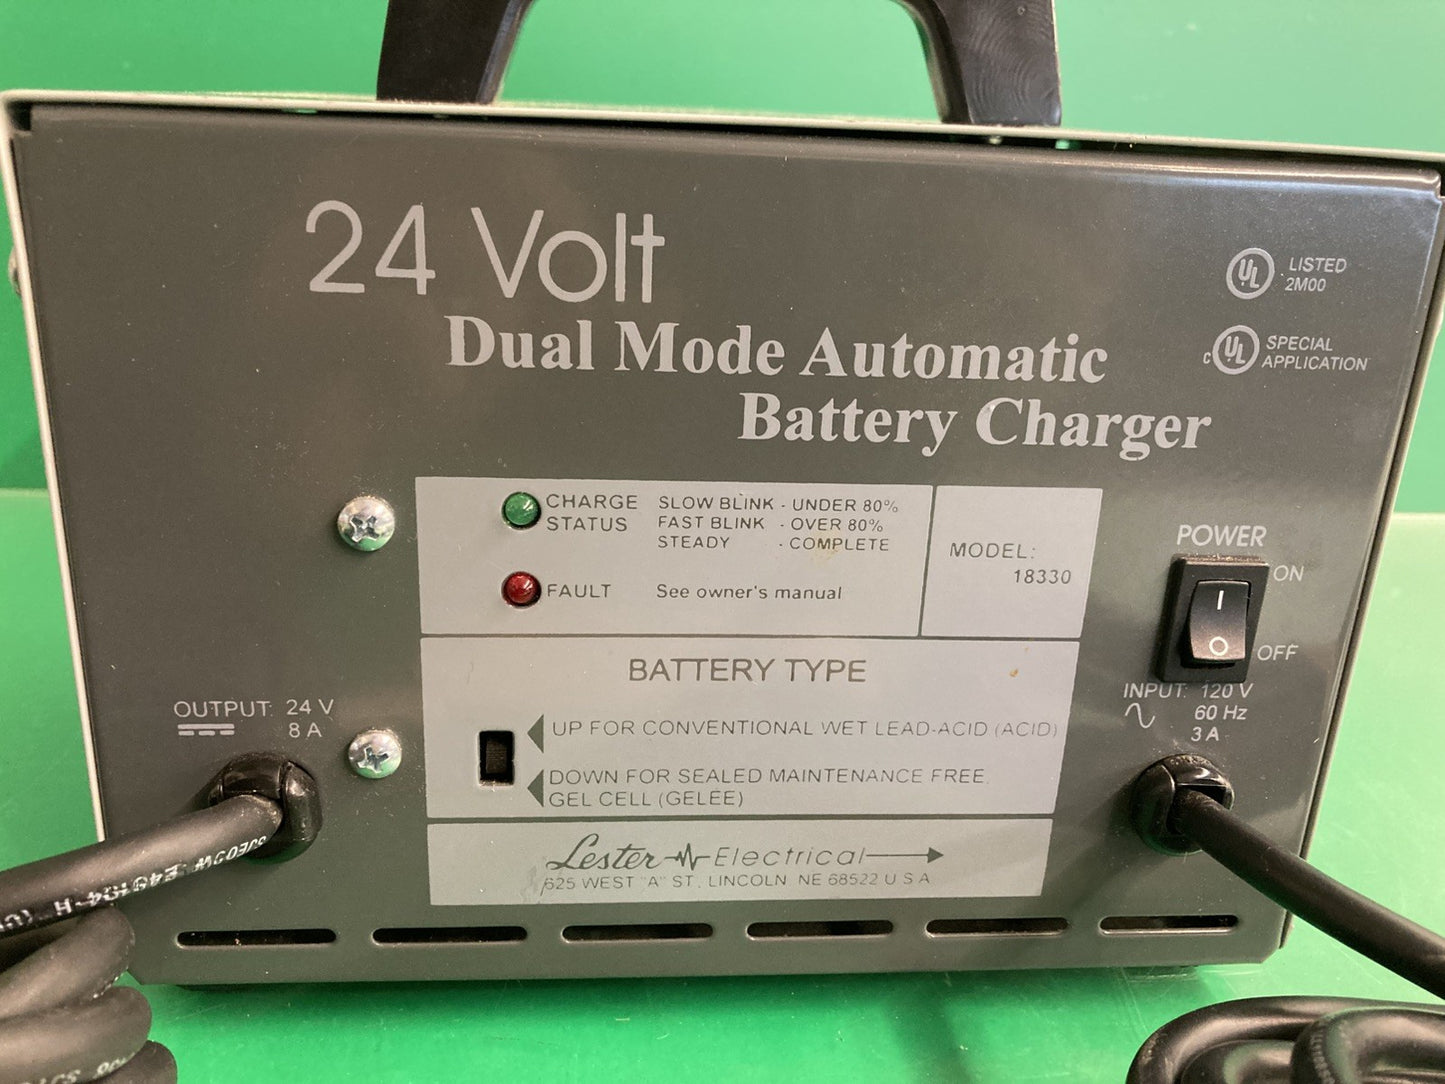 24 Volt
Dual Mode Automatic
Battery Charger
UL LISTED
2M00
C UL SPECIAL
APPLICATION
CHARGE
STATUS
SLOW BLINK - UNDER 80%
FAST BLINK - OVER 80%
STEADY - COMPLETE
FAULT See owner's manual
MODEL:
18330
POWER
ON
I
O
OFF
BATTERY TYPE
UP FOR CONVENTIONAL WET LEAD-ACID (ACID)
DOWN FOR SEALED MAINTENANCE FREE,
GEL CELL (GELEE)
OUTPUT: 24 V
8 A
INPUT: 120 V
60 Hz
3 A
Lester Electrical
625 WEST "A" ST. LINCOLN NE 68522 U S A